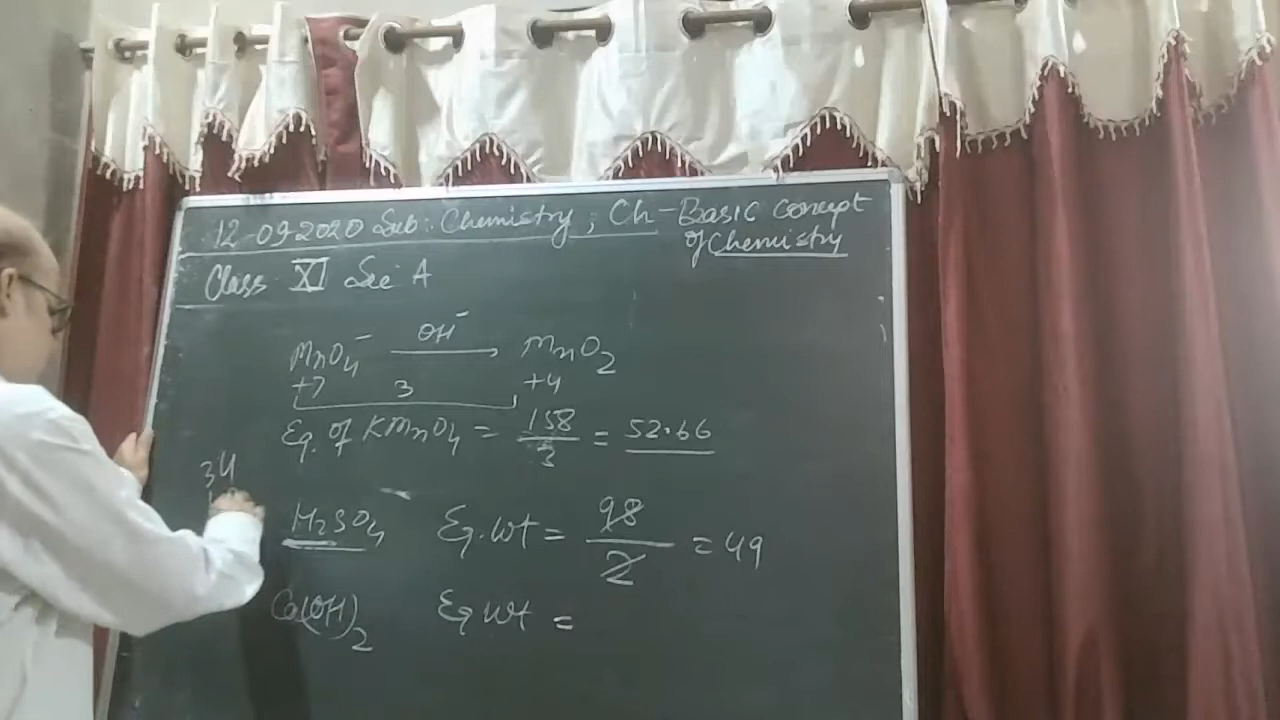 12-09-2020 Sub: Chemistry, Ch-Basic concept
of Chemistry
Class XI Sec A
MnO4⁻ OH⁻ → MnO2
+7 3 +4
Eq. of KMnO4 = 158/3 = 52.66
34
H2SO4 Eq. wt = 98/2 = 49
Ca(OH)2 Eq wt =